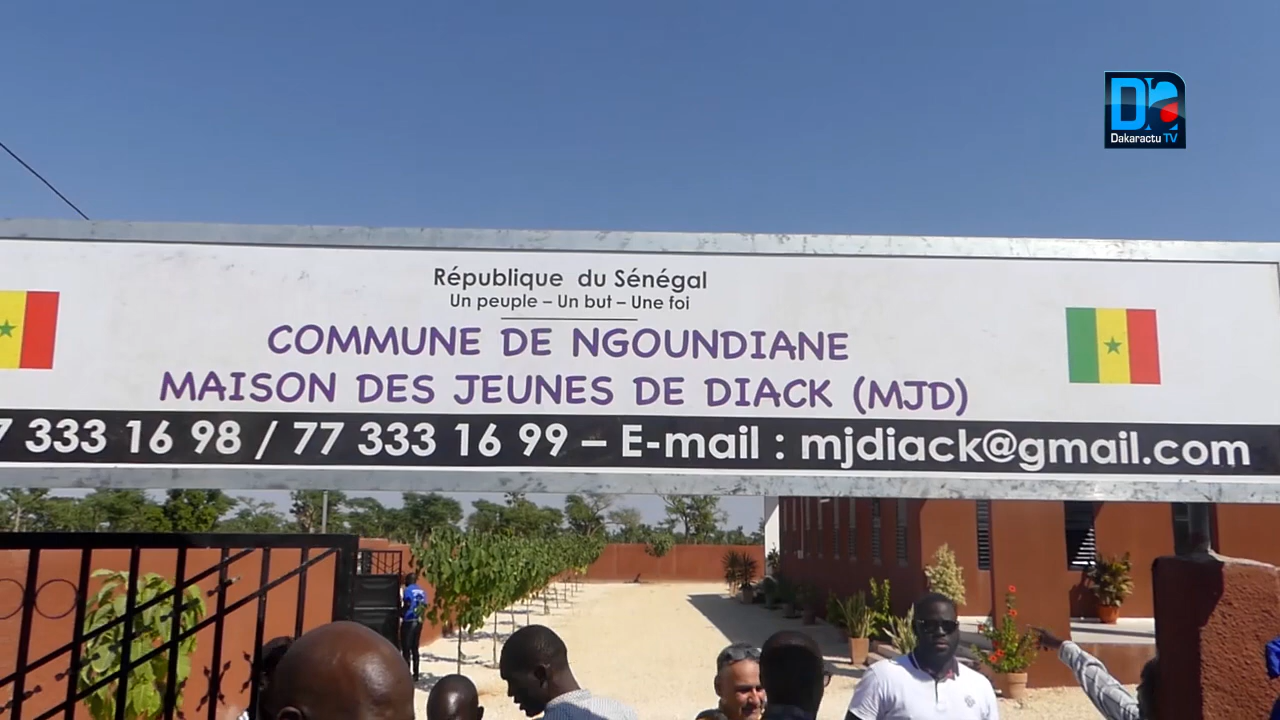 Dakaractu TV
République du Sénégal
Un peuple – Un but – Une foi
COMMUNE DE NGOUNDIANE
MAISON DES JEUNES DE DIACK (MJD)
7 333 16 98 / 77 333 16 99 – E-mail : mjdiack@gmail.com